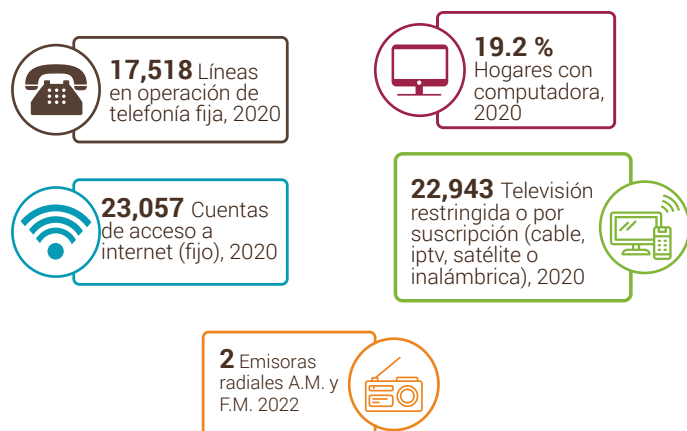 17,518 Líneas
en operación de
telefonía fija, 2020
19.2 %
Hogares con
computadora,
2020
23,057 Cuentas
de acceso a
internet (fijo), 2020
22,943 Televisión
restringida o por
suscripción (cable,
iptv, satélite o
inalámbrica), 2020
2 Emisoras
radiales A.M. y
F.M. 2022